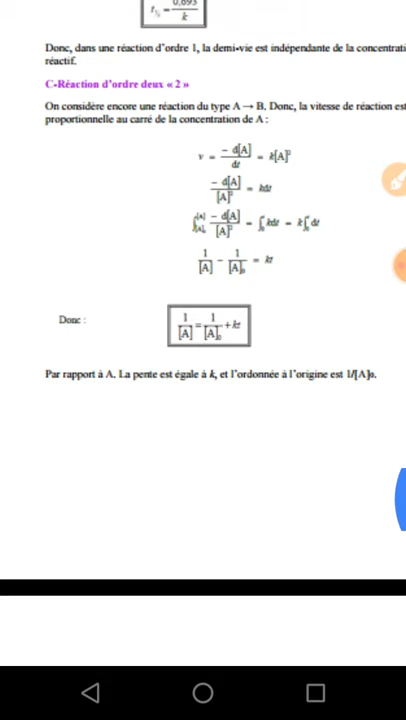 t½ = 0,693 / k
Donc, dans une réaction d'ordre 1, la demi-vie est indépendante de la concentrati
réactif.
C-Réaction d'ordre deux « 2 »
On considère encore une réaction du type A → B. Donc, la vitesse de réaction est
proportionnelle au carré de la concentration de A :
v = − d[A] / dt = k[A]²
− d[A] / [A]² = kdt
∫[A]₀[A] − d[A] / [A]² = ∫₀ᵗ kdt = k∫₀ᵗ dt
1 / [A] − 1 / [A]₀ = kt
Donc : 1 / [A] = 1 / [A]₀ + kt
Par rapport à A. La pente est égale à k, et l'ordonnée à l'origine est 1/[A]₀.